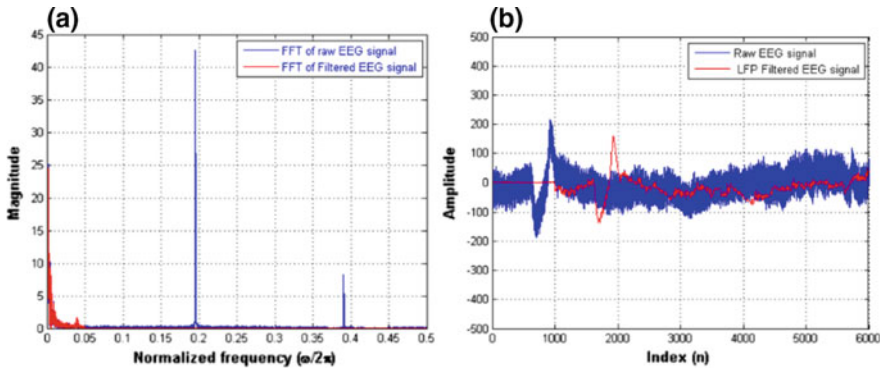 (a)
45
40
35
30
25
20
15
10
5
0
Magnitude
FFT of raw EEG signal
FFT of Filtered EEG signal
0 0.05 0.1 0.15 0.2 0.25 0.3 0.35 0.4 0.45 0.5
Normalized frequency (ω/2π)
(b)
500
400
300
200
100
0
-100
-200
-300
-400
-500
Amplitude
Raw EEG signal
LFP Filtered EEG signal
0 1000 2000 3000 4000 5000 6000
Index (n)